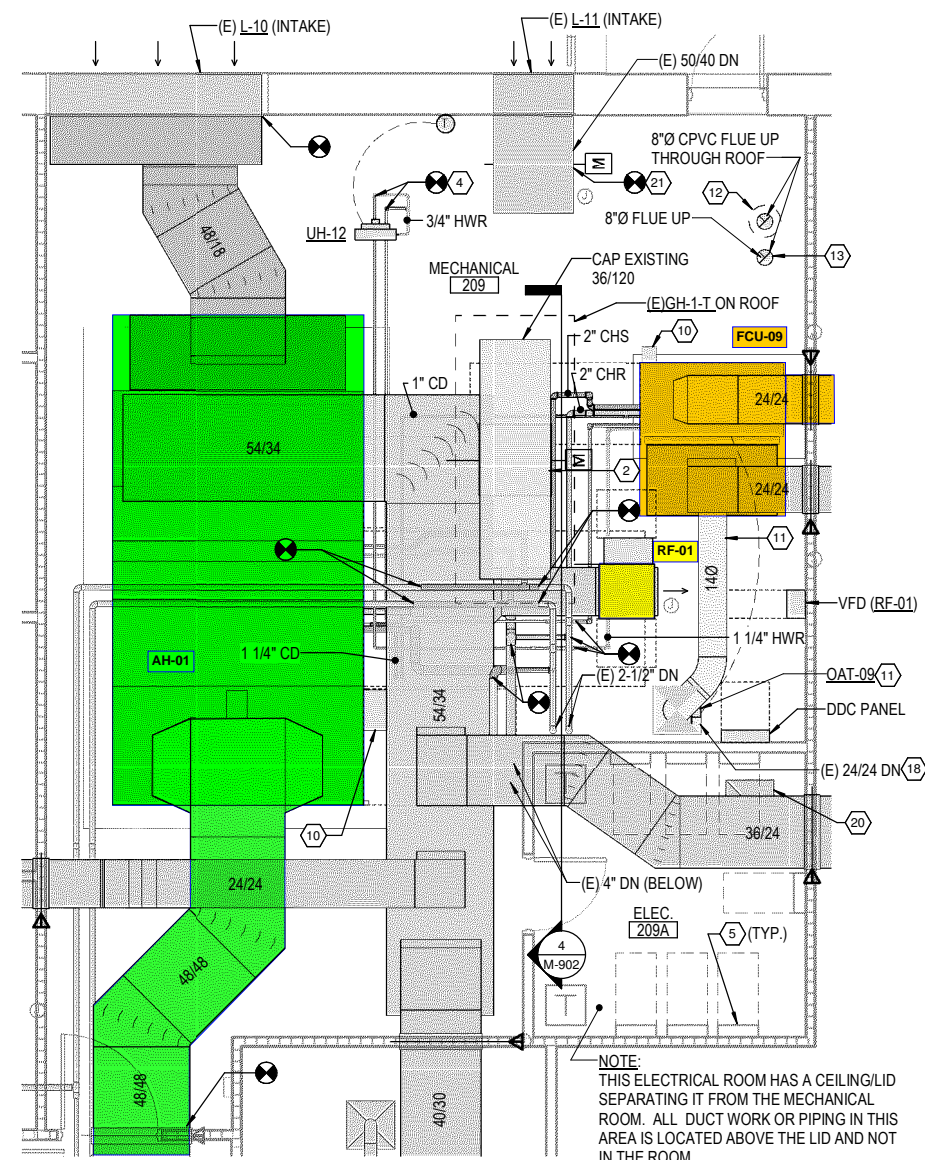 (E) L-10 (INTAKE)
(E) L-11 (INTAKE)
(E) 50/40 DN
8"Ø CPVC FLUE UP
THROUGH ROOF
T
M
4
21
J
12
3/4" HWR
UH-12
8"Ø FLUE UP
13
48/18
MECHANICAL
209
CAP EXISTING
36/120
(E)GH-1-T ON ROOF
2" CHS
10
FCU-09
2" CHR
1" CD
24/24
54/34
M
2
24/24
11
RF-01
14Ø
J
VFD (RF-01)
AH-01
1 1/4" CD
1 1/4" HWR
(E) 2-1/2" DN
OAT-09
11
54/34
DDC PANEL
(E) 24/24 DN
18
10
36/24
20
24/24
(E) 4" DN (BELOW)
ELEC.
209A
5
(TYP.)
4
M-902
48/48
T
NOTE:
THIS ELECTRICAL ROOM HAS A CEILING/LID
SEPARATING IT FROM THE MECHANICAL
ROOM. ALL DUCT WORK OR PIPING IN THIS
AREA IS LOCATED ABOVE THE LID AND NOT
IN THE ROOM
48/48
40/30